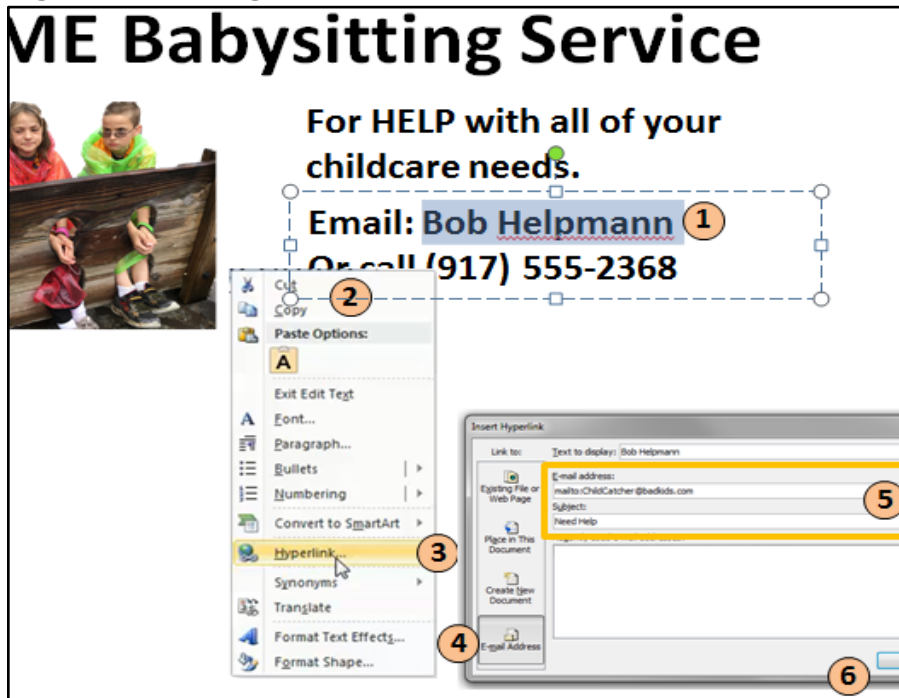 ME Babysitting Service
For HELP with all of your
childcare needs.
Email: Bob Helpmann 1
Or call (917) 555-2368
Cut
2
Copy
Paste Options:
A
Exit Edit Text
Font...
Paragraph...
Bullets
Numbering
Convert to SmartArt
Hyperlink... 3
Synonyms
Translate
Format Text Effects...
Format Shape...
Insert Hyperlink
Link to:
Text to display: Bob Helpmann
Existing File or
Web Page
Place in This
Document
Create New
Document
4 E-mail Address
E-mail address:
mailto:ChildCatcher@badkids.com
5
Subject:
Need Help
6